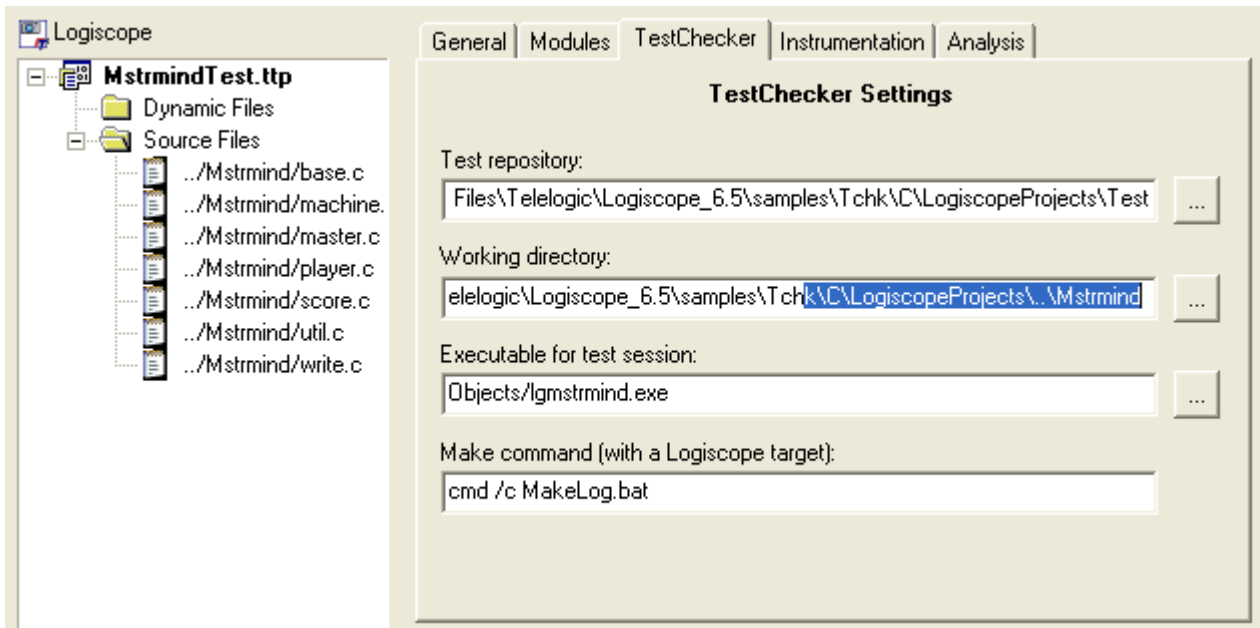 Logiscope
MstrmindTest.ttp
Dynamic Files
Source Files
../Mstrmind/base.c
../Mstrmind/machine.
../Mstrmind/master.c
../Mstrmind/player.c
../Mstrmind/score.c
../Mstrmind/util.c
../Mstrmind/write.c
General Modules TestChecker Instrumentation Analysis
TestChecker Settings
Test repository:
Files\Telelogic\Logiscope_6.5\samples\Tchk\C\LogiscopeProjects\Test
...
Working directory:
elelogic\Logiscope_6.5\samples\Tchk\C\LogiscopeProjects\..\Mstrmind
...
Executable for test session:
Objects/lgmstrmind.exe
...
Make command (with a Logiscope target):
cmd /c MakeLog.bat